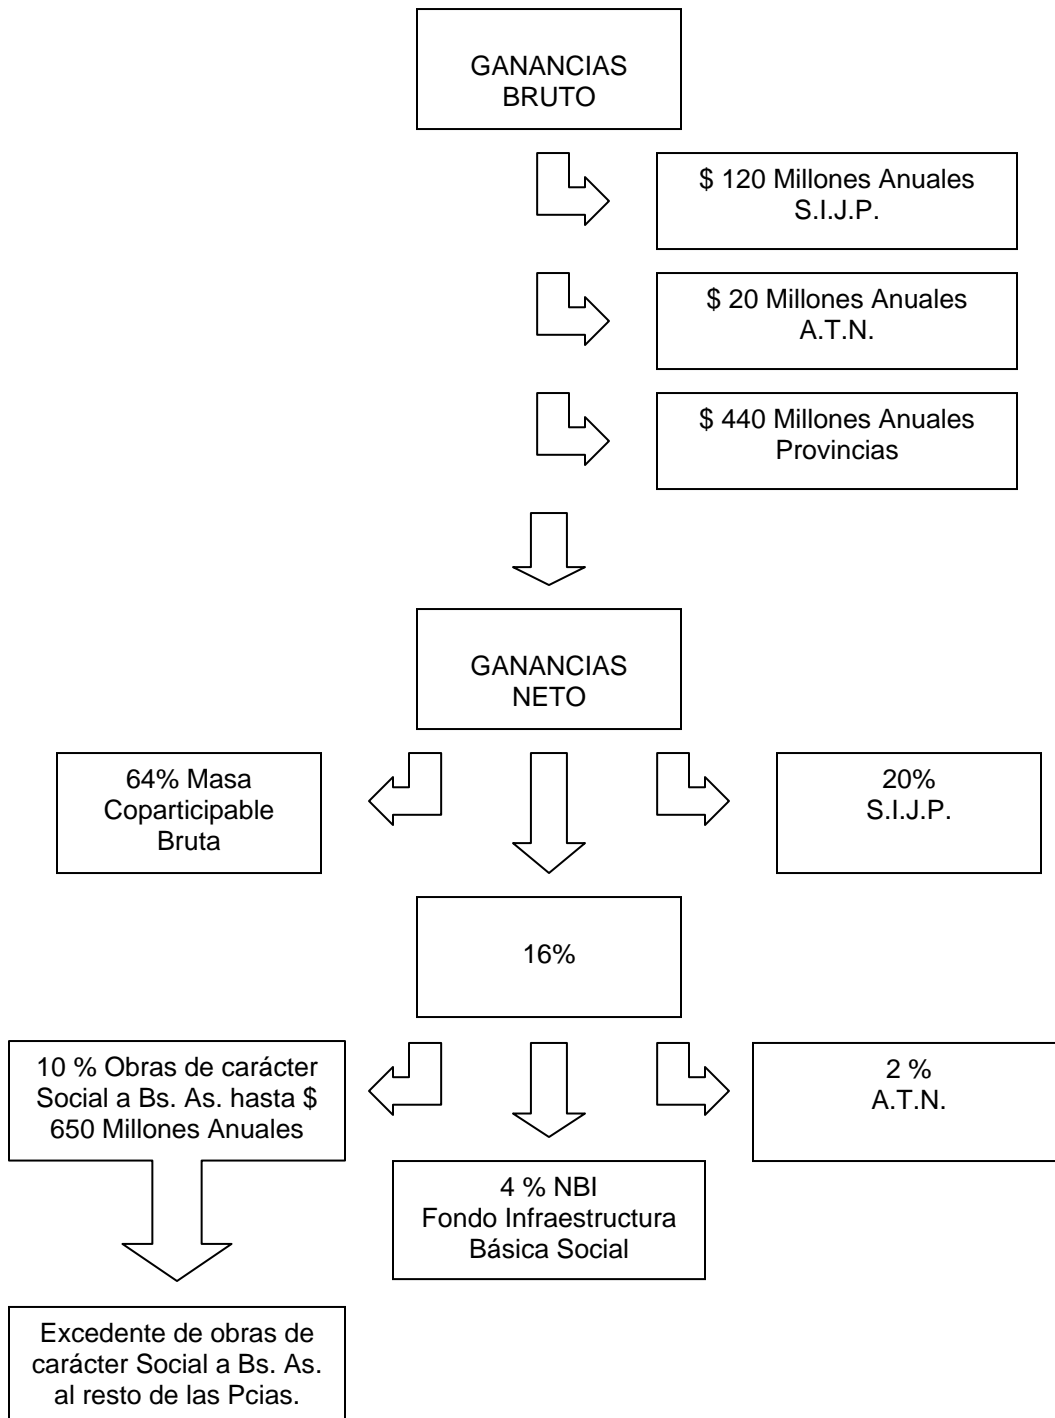 GANANCIAS
BRUTO
$ 120 Millones Anuales
S.I.J.P.
$ 20 Millones Anuales
A.T.N.
$ 440 Millones Anuales
Provincias
GANANCIAS
NETO
64% Masa
Coparticipable
Bruta
20%
S.I.J.P.
16%
10 % Obras de carácter
Social a Bs. As. hasta $
650 Millones Anuales
4 % NBI
Fondo Infraestructura
Básica Social
2 %
A.T.N.
Excedente de obras de
carácter Social a Bs. As.
al resto de las Pcias.